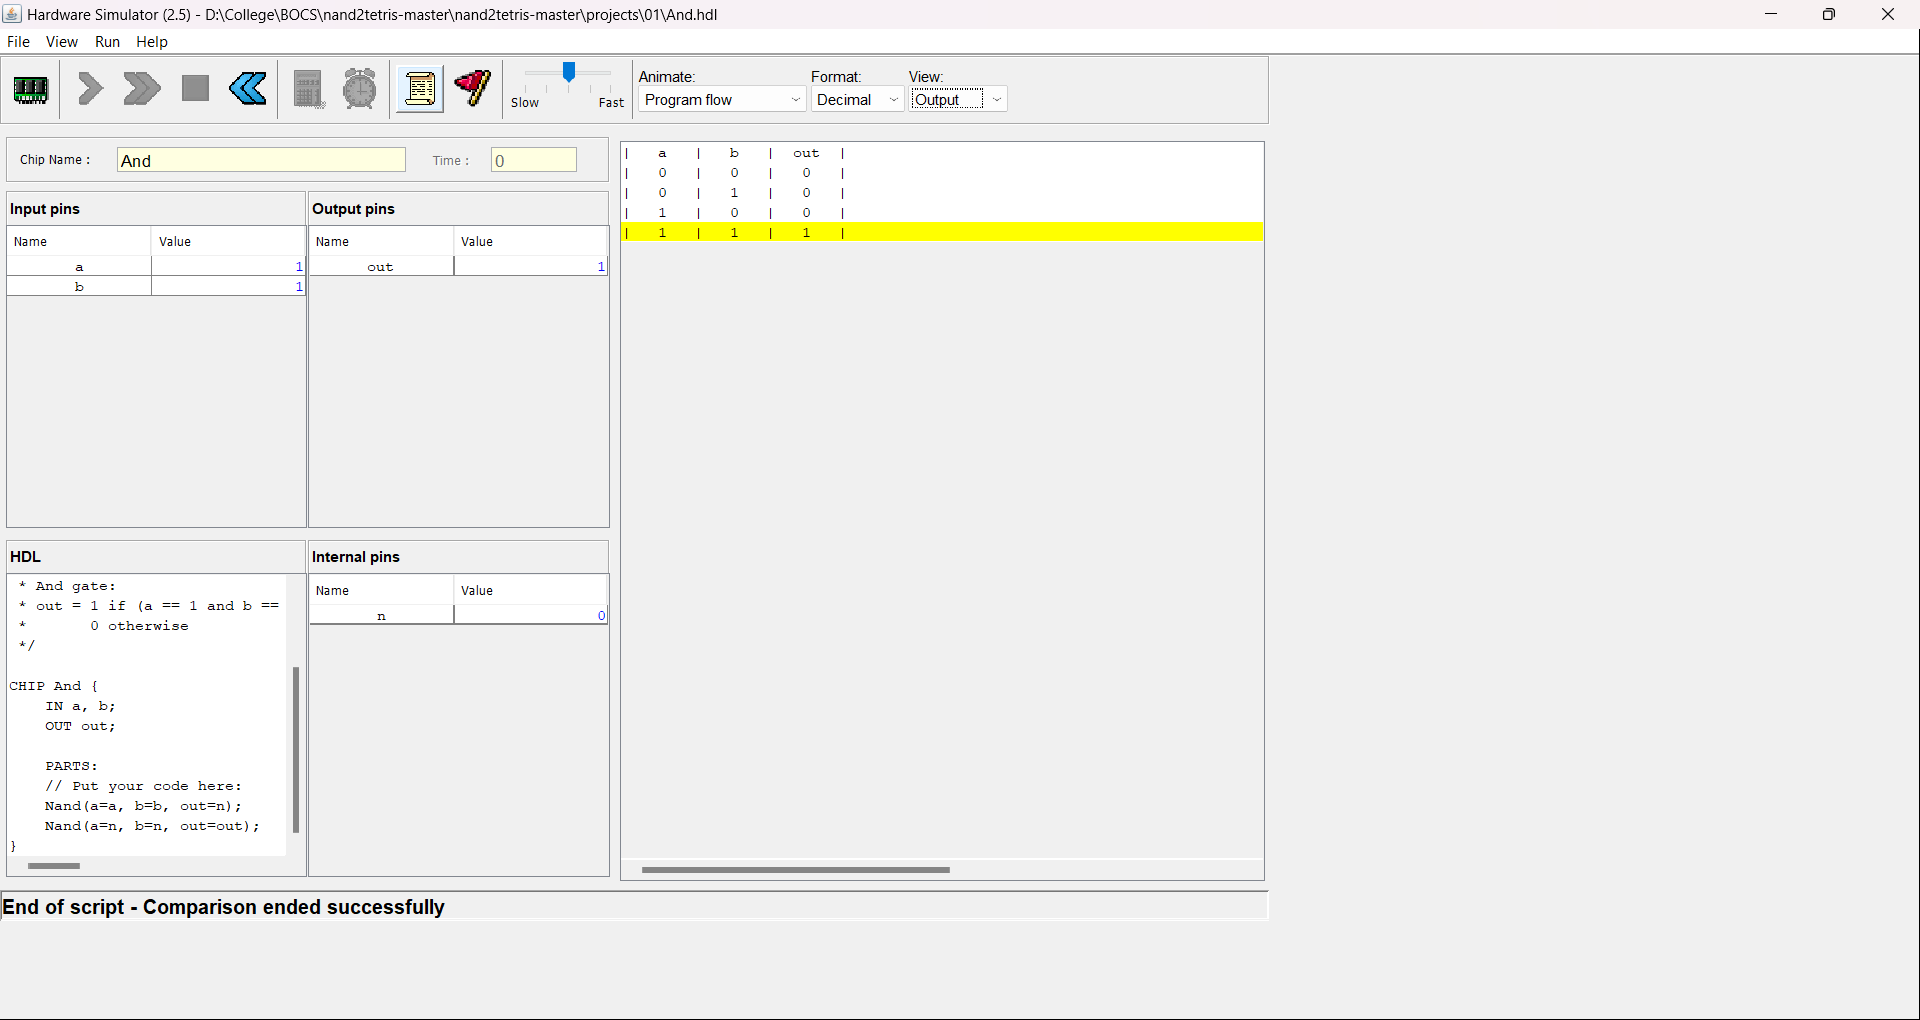 Hardware Simulator (2.5) - D:\College\BOCS\nand2tetris-master\nand2tetris-master\projects\01\And.hdl
File View Run Help
Slow Fast
Animate: Format: View:
Program flow Decimal Output
Chip Name : And Time : 0
Input pins
Name Value
a 1
b 1
Output pins
Name Value
out 1
| a | b | out |
| 0 | 0 | 0 |
| 0 | 1 | 0 |
| 1 | 0 | 0 |
| 1 | 1 | 1 |
HDL
* And gate:
* out = 1 if (a == 1 and b ==
* 0 otherwise
*/
CHIP And {
IN a, b;
OUT out;
PARTS:
// Put your code here:
Nand(a=a, b=b, out=n);
Nand(a=n, b=n, out=out);
}
Internal pins
Name Value
n 0
End of script - Comparison ended successfully